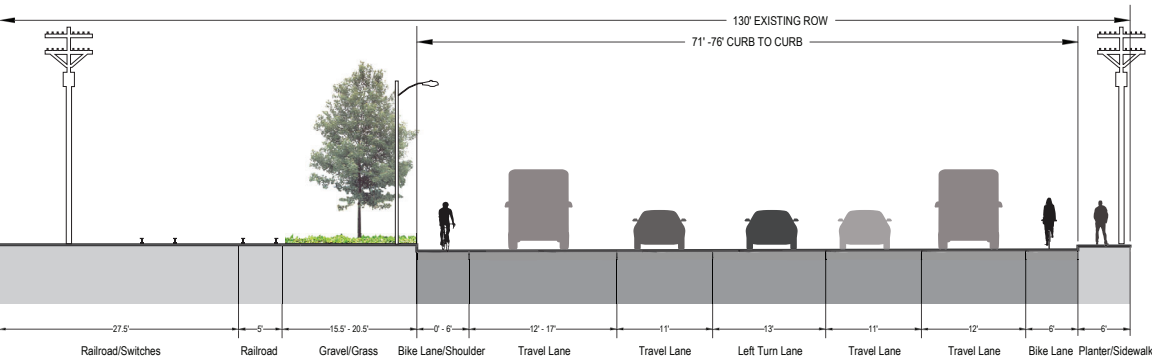 130' EXISTING ROW
71' -76' CURB TO CURB
27.5' 5' 15.5' - 20.5' 0' - 6' 12' - 17' 11' 13' 11' 12' 6' 6'
Railroad/Switches Railroad Gravel/Grass Bike Lane/Shoulder Travel Lane Travel Lane Left Turn Lane Travel Lane Travel Lane Bike Lane Planter/Sidewalk